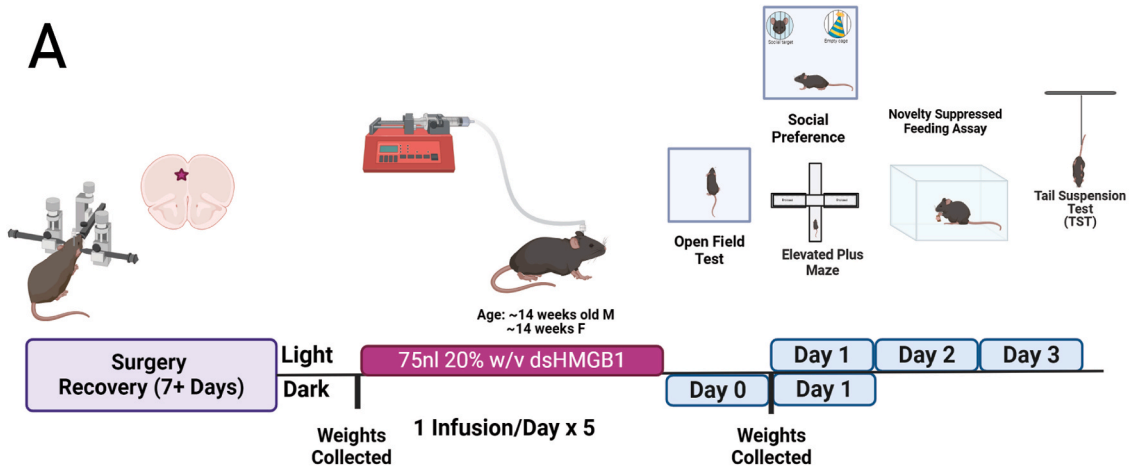 A
Social target
Empty cage
Social
Preference
Novelty Suppressed
Feeding Assay
Open Field
Test
Elevated Plus
Maze
Tail Suspension
Test
(TST)
Age: ~14 weeks old M
~14 weeks F
Surgery
Recovery (7+ Days)
Light
Dark
75nl 20% w/v dsHMGB1
Day 1
Day 2
Day 3
Day 0
Day 1
Weights
Collected
1 Infusion/Day x 5
Weights
Collected